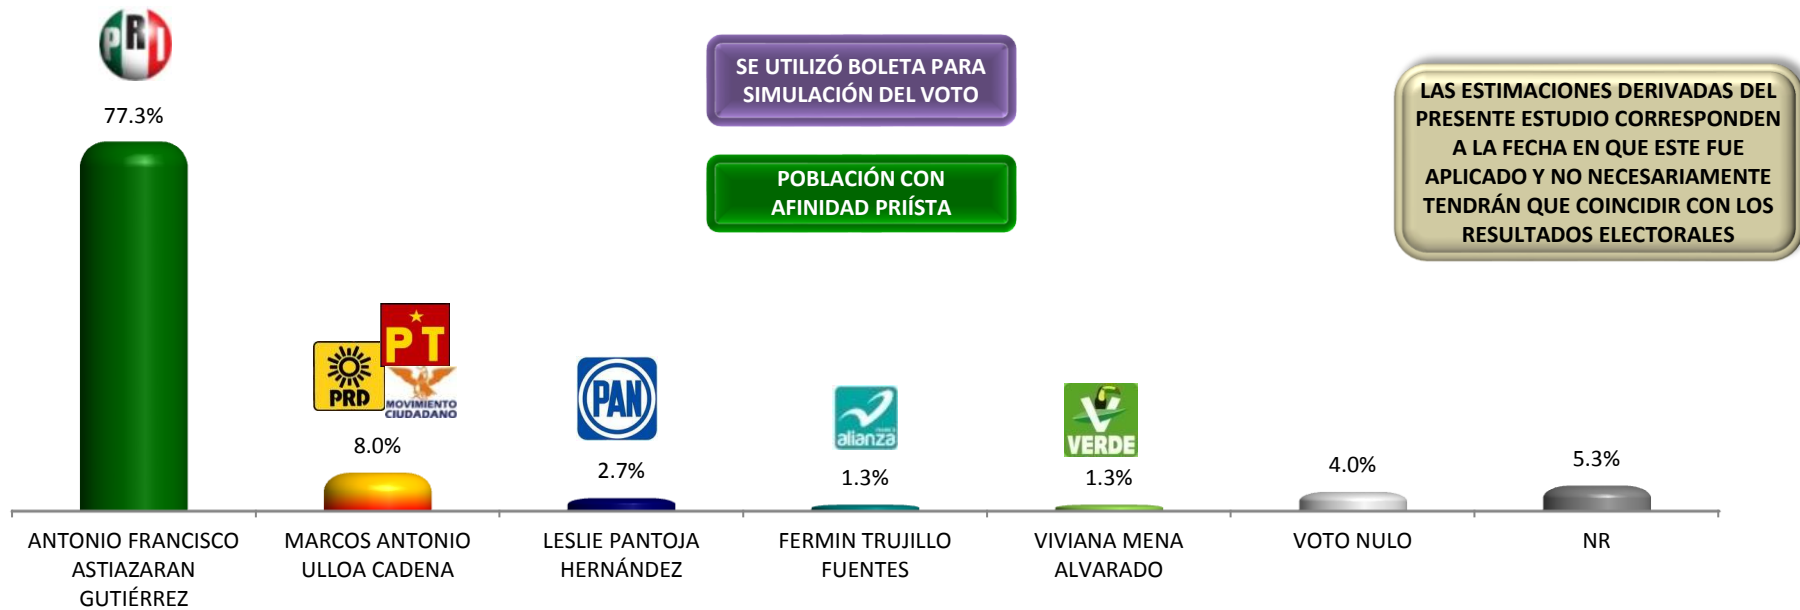 PRI
77.3%
SE UTILIZÓ BOLETA PARA
SIMULACIÓN DEL VOTO
POBLACIÓN CON
AFINIDAD PRIÍSTA
LAS ESTIMACIONES DERIVADAS DEL
PRESENTE ESTUDIO CORRESPONDEN
A LA FECHA EN QUE ESTE FUE
APLICADO Y NO NECESARIAMENTE
TENDRÁN QUE COINCIDIR CON LOS
RESULTADOS ELECTORALES
PT
PRD
MOVIMIENTO
CIUDADANO
8.0%
PAN
2.7%
alianza
1.3%
V
VERDE
1.3%
4.0%
5.3%
ANTONIO FRANCISCO
ASTIAZARAN
GUTIÉRREZ
MARCOS ANTONIO
ULLOA CADENA
LESLIE PANTOJA
HERNÁNDEZ
FERMIN TRUJILLO
FUENTES
VIVIANA MENA
ALVARADO
VOTO NULO
NR